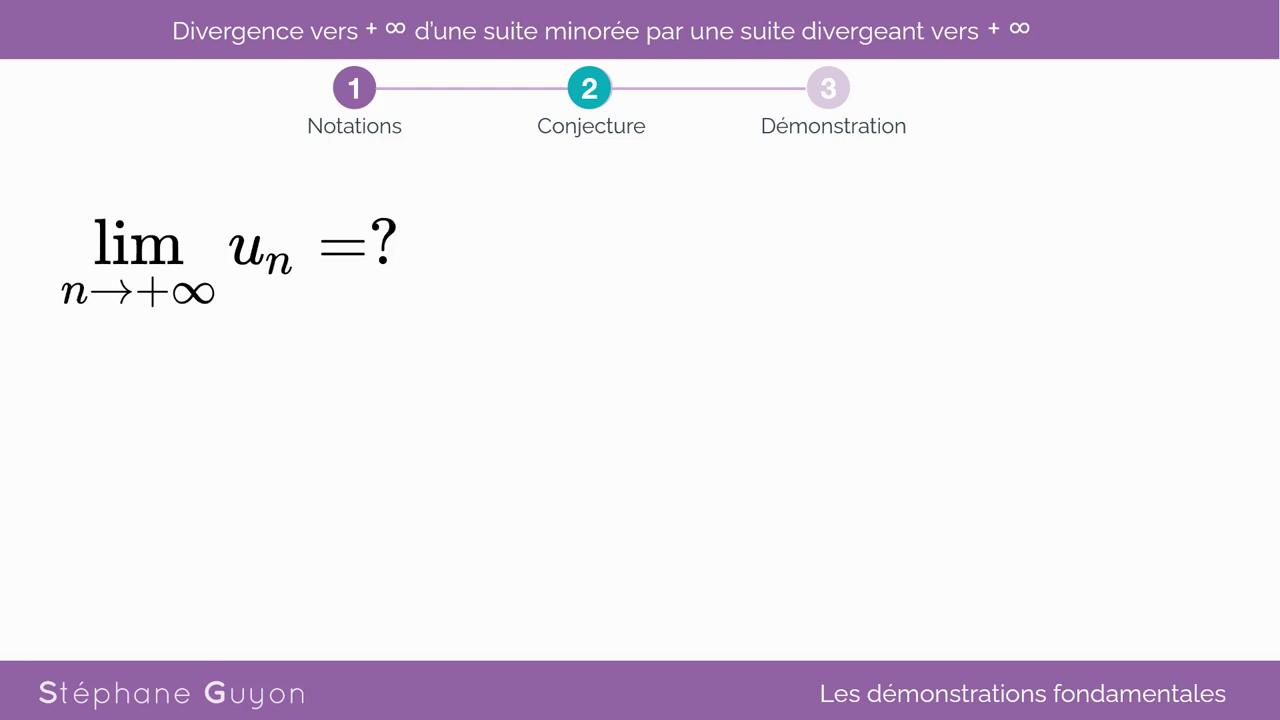 Divergence vers + ∞ d'une suite minorée par une suite divergeant vers + ∞
1 2 3
Notations Conjecture Démonstration
lim u_n =?
n→+∞
Stéphane Guyon Les démonstrations fondamentales